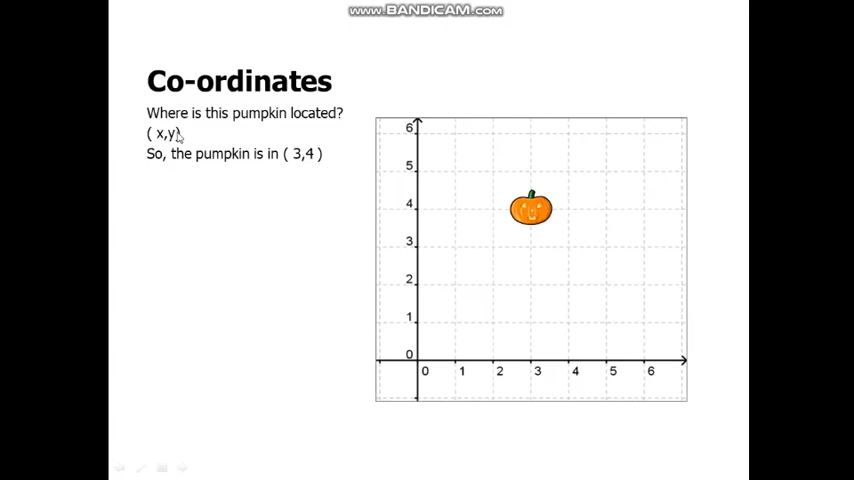 WWW.BANDICAM.COM
Co-ordinates
Where is this pumpkin located?
( x,y)
So, the pumpkin is in ( 3,4 )
6
5
4
3
2
1
0
0 1 2 3 4 5 6